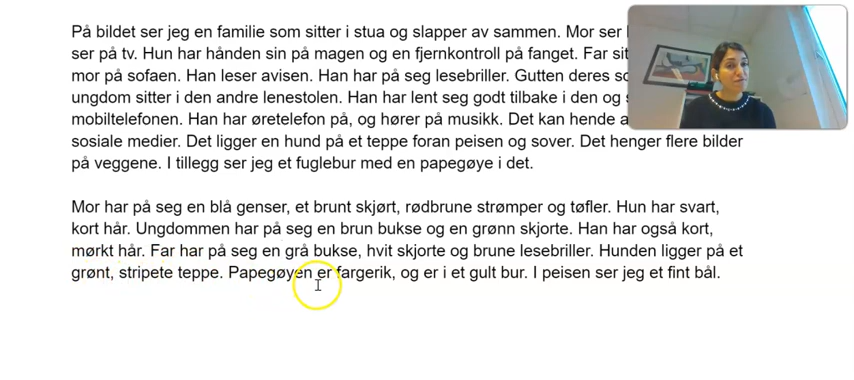 På bildet ser jeg en familie som sitter i stua og slapper av sammen. Mor ser
ser på tv. Hun har hånden sin på magen og en fjernkontroll på fanget. Far
mor på sofaen. Han leser avisen. Han har på seg lesebriller. Gutten deres
ungdom sitter i den andre lenestolen. Han har lent seg godt tilbake i den og
mobiltelefonen. Han har øretelefon på, og hører på musikk. Det kan hende
sosiale medier. Det ligger en hund på et teppe foran peisen og sover. Det henger flere bilder
på veggene. I tillegg ser jeg et fuglebur med en papegøye i det.
Mor har på seg en blå genser, et brunt skjørt, rødbrune strømper og tøfler. Hun har svart,
kort hår. Ungdommen har på seg en brun bukse og en grønn skjorte. Han har også kort,
mørkt hår. Far har på seg en grå bukse, hvit skjorte og brune lesebriller. Hunden ligger på et
grønt, stripete teppe. Papegøyen er fargerik, og er i et gult bur. I peisen ser jeg et fint bål.